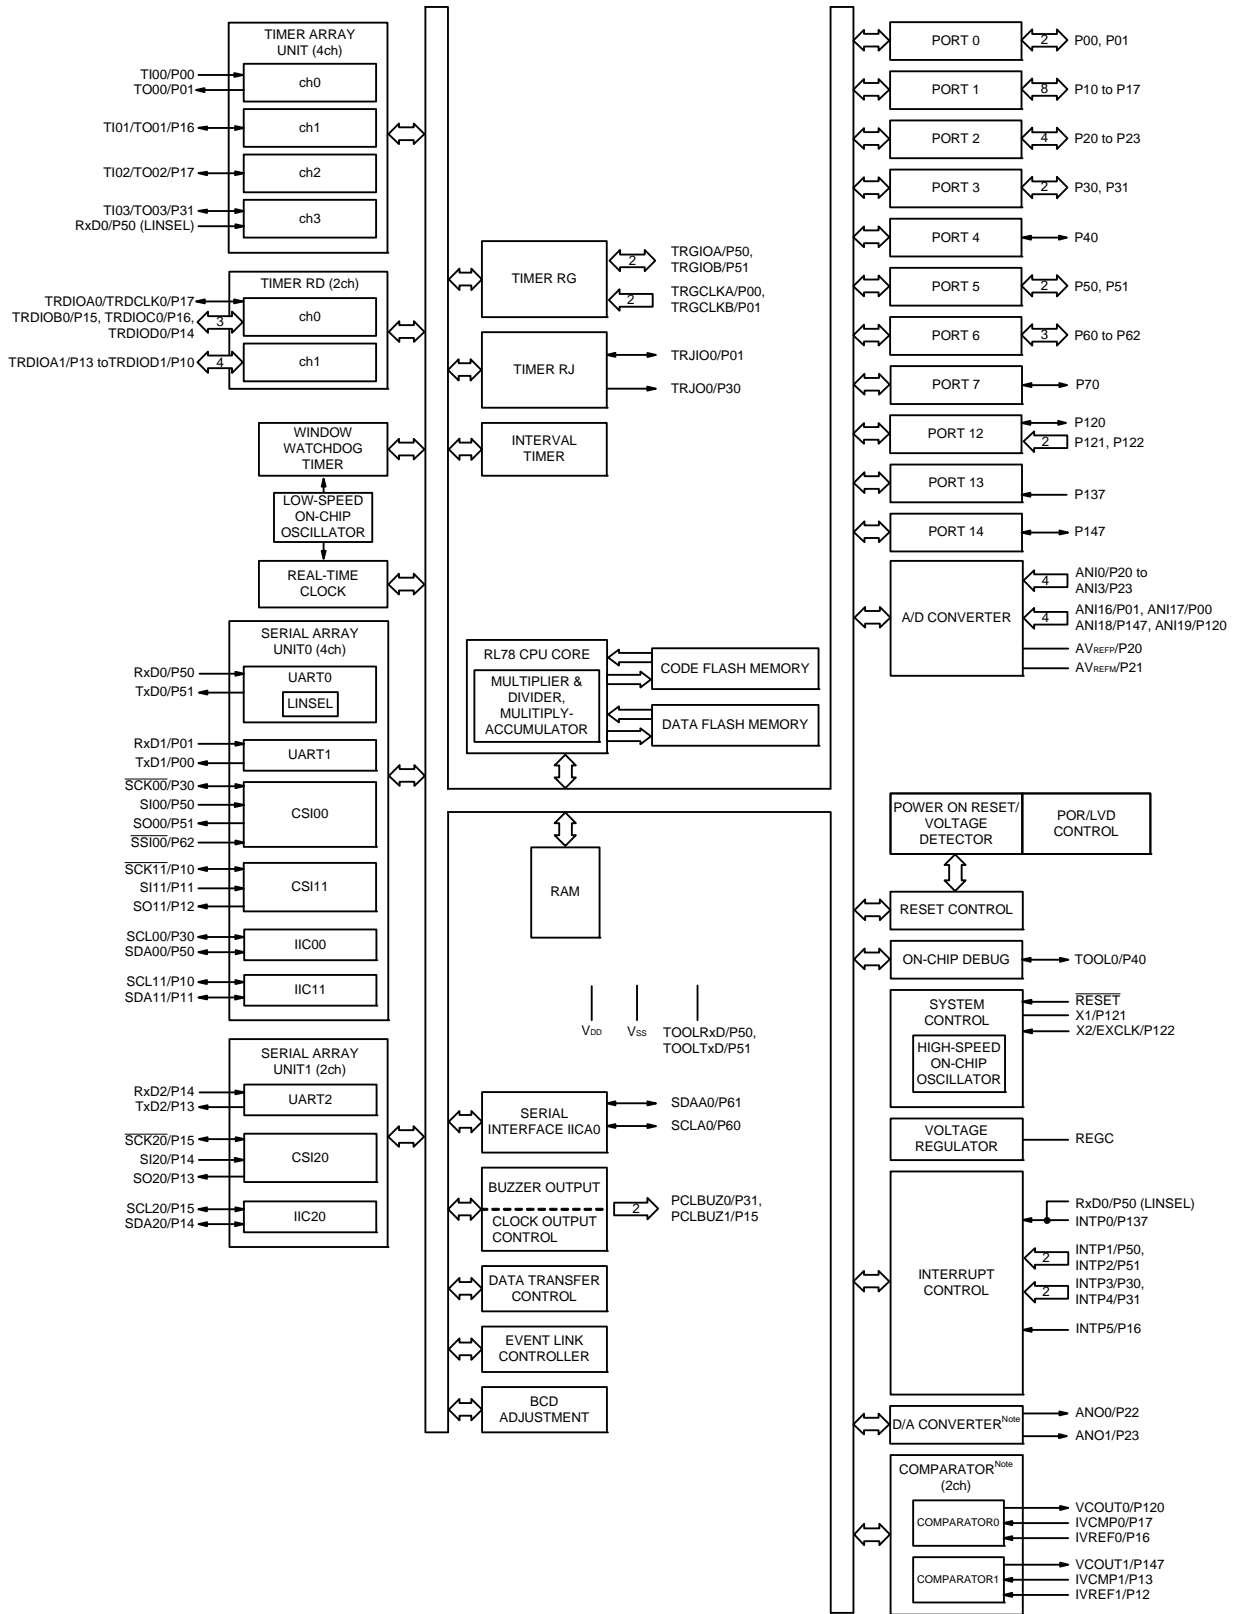 TIMER ARRAY
UNIT (4ch)
TI00/P00
TO00/P01
ch0
TI01/TO01/P16
ch1
TI02/TO02/P17
ch2
TI03/TO03/P31
RxD0/P50 (LINSEL)
ch3
TIMER RD (2ch)
TRDIOA0/TRDCLK0/P17
TRDIOB0/P15, TRDIOC0/P16,
3
TRDIOD0/P14
ch0
TRDIOA1/P13 toTRDIOD1/P10
4
ch1
WINDOW
WATCHDOG
TIMER
LOW-SPEED
ON-CHIP
OSCILLATOR
REAL-TIME
CLOCK
SERIAL ARRAY
UNIT0 (4ch)
RxD0/P50
TxD0/P51
UART0
LINSEL
RxD1/P01
TxD1/P00
UART1
SCK00/P30
SI00/P50
SO00/P51
SSI00/P62
CSI00
SCK11/P10
SI11/P11
SO11/P12
CSI11
SCL00/P30
SDA00/P50
IIC00
SCL11/P10
SDA11/P11
IIC11
SERIAL ARRAY
UNIT1 (2ch)
RxD2/P14
TxD2/P13
UART2
SCK20/P15
SI20/P14
SO20/P13
CSI20
SCL20/P15
SDA20/P14
IIC20
TIMER RG
2
TRGIOA/P50,
TRGIOB/P51
2
TRGCLKA/P00,
TRGCLKB/P01
TIMER RJ
TRJIO0/P01
TRJO0/P30
INTERVAL
TIMER
RL78 CPU CORE
MULTIPLIER &
DIVIDER,
MULITIPLY-
ACCUMULATOR
CODE FLASH MEMORY
DATA FLASH MEMORY
RAM
VDD
VSS
TOOLRxD/P50,
TOOLTxD/P51
SERIAL
INTERFACE IICA0
SDAA0/P61
SCLA0/P60
BUZZER OUTPUT
CLOCK OUTPUT
CONTROL
2
PCLBUZ0/P31,
PCLBUZ1/P15
DATA TRANSFER
CONTROL
EVENT LINK
CONTROLLER
BCD
ADJUSTMENT
PORT 0
2
P00, P01
PORT 1
8
P10 to P17
PORT 2
4
P20 to P23
PORT 3
2
P30, P31
PORT 4
P40
PORT 5
2
P50, P51
PORT 6
3
P60 to P62
PORT 7
P70
PORT 12
P120
2
P121, P122
PORT 13
P137
PORT 14
P147
A/D CONVERTER
4
ANI0/P20 to
ANI3/P23
4
ANI16/P01, ANI17/P00
ANI18/P147, ANI19/P120
AVREFP/P20
AVREFM/P21
POWER ON RESET/
VOLTAGE
DETECTOR
POR/LVD
CONTROL
RESET CONTROL
ON-CHIP DEBUG
TOOL0/P40
SYSTEM
CONTROL
HIGH-SPEED
ON-CHIP
OSCILLATOR
RESET
X1/P121
X2/EXCLK/P122
VOLTAGE
REGULATOR
REGC
INTERRUPT
CONTROL
RxD0/P50 (LINSEL)
INTP0/P137
2
INTP1/P50,
INTP2/P51
2
INTP3/P30,
INTP4/P31
INTP5/P16
D/A CONVERTERNote
ANO0/P22
ANO1/P23
COMPARATORNote
(2ch)
COMPARATOR0
VCOUT0/P120
IVCMP0/P17
IVREF0/P16
COMPARATOR1
VCOUT1/P147
IVCMP1/P13
IVREF1/P12